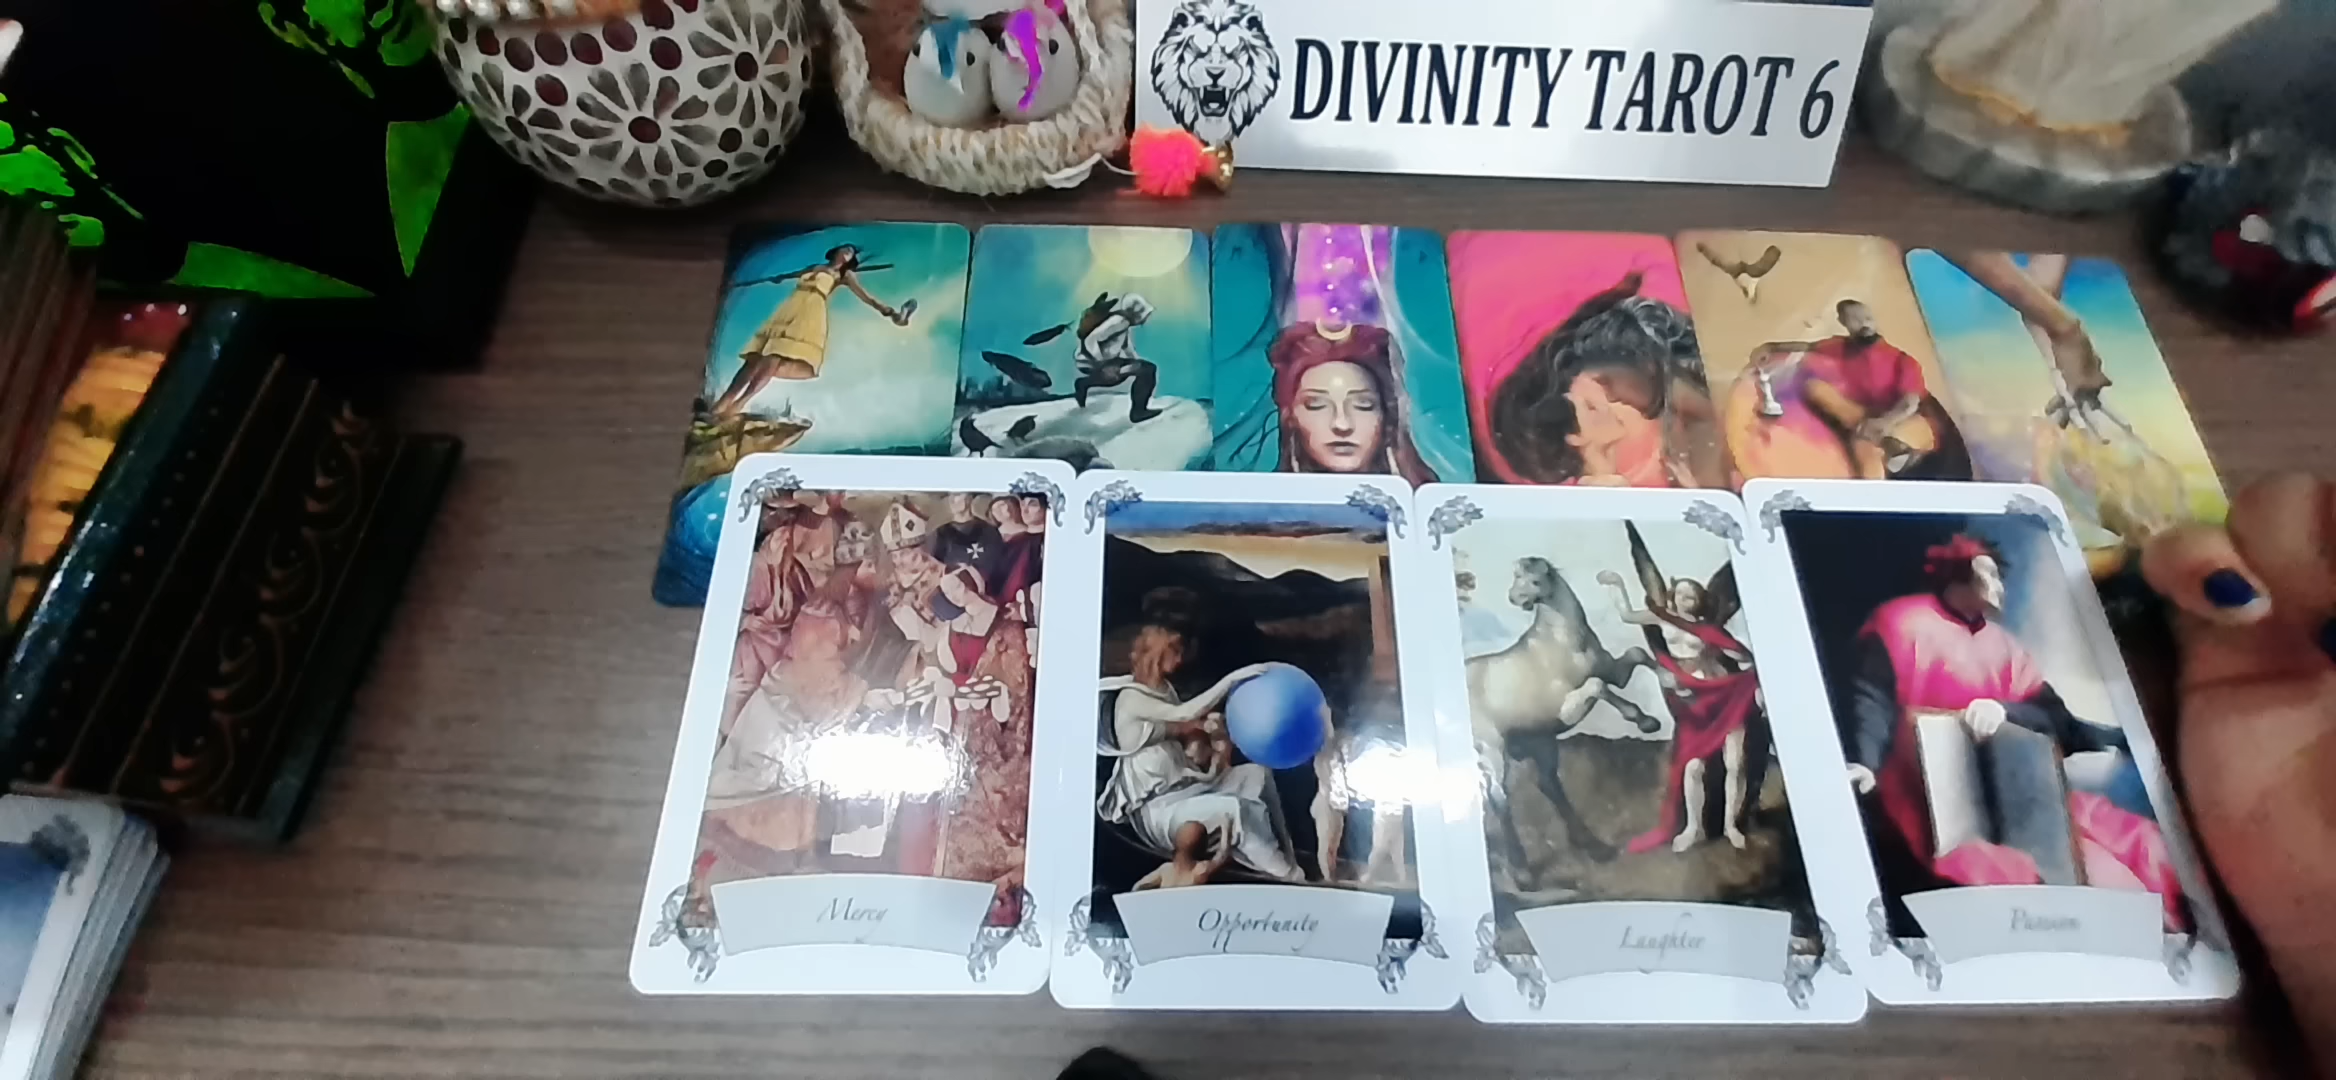 DIVINITY TAROT 6
Mercy
Opportunity
Laughter
Passion